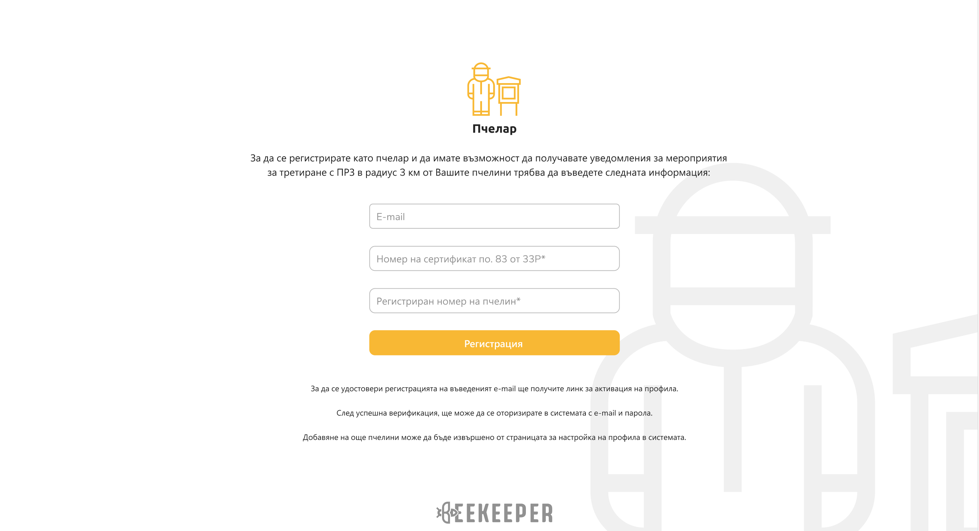 Пчелар
За да се регистрирате като пчелар и да имате възможност да получавате уведомления за мероприятия
за третиране с ПРЗ в радиус 3 км от Вашите пчелини трябва да въведете следната информация:
E-mail
Номер на сертификат по. 83 от ЗЗР*
Регистриран номер на пчелин*
Регистрация
За да се удостовери регистрацията на въведеният e-mail ще получите линк за активация на профила.
След успешна верификация, ще може да се оторизирате в системата с e-mail и парола.
Добавяне на още пчелини може да бъде извършено от страницата за настройка на профила в системата.
BEEKEEPER